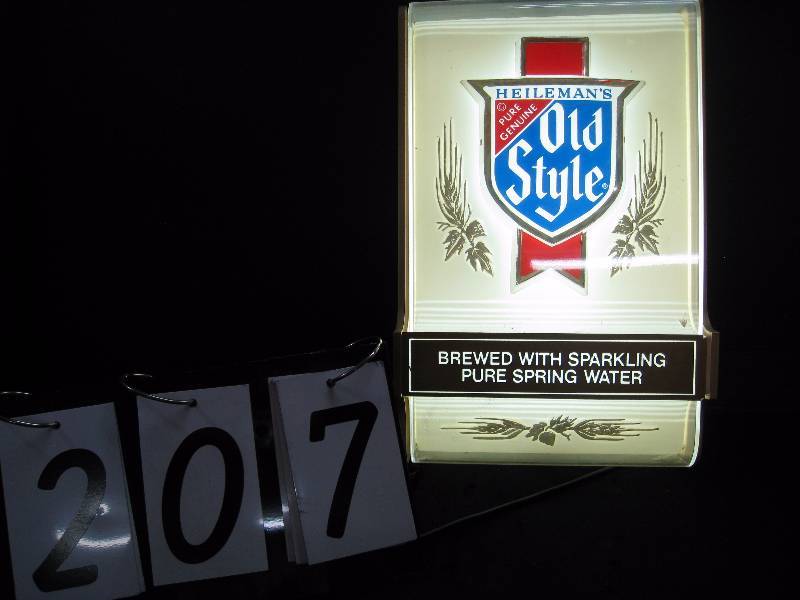 HEILEMAN'S
©
PURE
GENUINE
Old
Style®
BREWED WITH SPARKLING
PURE SPRING WATER
207